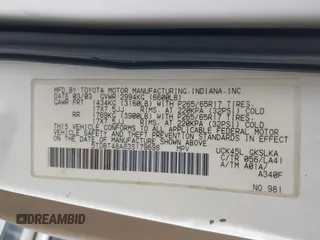 MFD. BY: TOYOTA MOTOR MANUFACTURING, INDIANA, INC.
DATE 03/03 GVWR 2994KG (6600LB)
GAWR FRT 1434KG (3160LB) WITH P265/65R17 TIRES,
17X7.5JJ RIMS, AT 220KPA (32PSI) COLD
RR 1769KG (3900LB) WITH P265/65R17 TIRES,
17X7.5JJ RIMS, AT 220KPA (32PSI) COLD
THIS VEHICLE CONFORMS TO ALL APPLICABLE FEDERAL MOTOR
VEHICLE SAFETY AND THEFT PREVENTION STANDARDS IN EFFECT
ON THE DATE OF MANUFACTURE SHOWN ABOVE.
MPV
UCK45L GKSLKA
C/TR 056/LA41
A/TM A01A/
A340F
NO 981
© IAAI/BIDMOTO